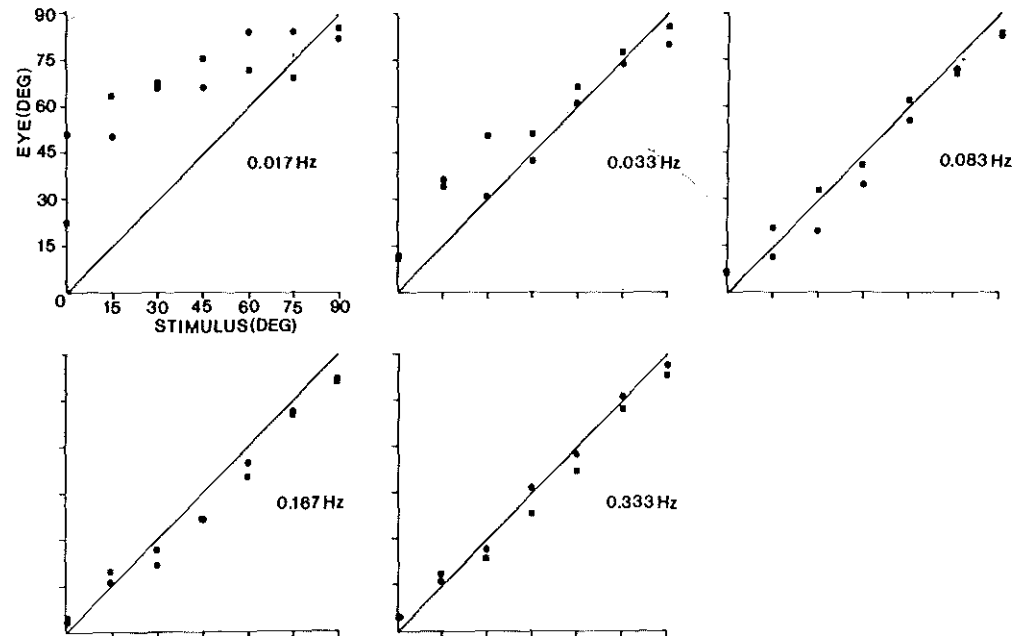 EYE(DEG)
90
75
60
45
30
15
0.017 Hz
0 15 30 45 60 75 90
STIMULUS(DEG)
0.033 Hz
0.083 Hz
0.167 Hz
0.333 Hz